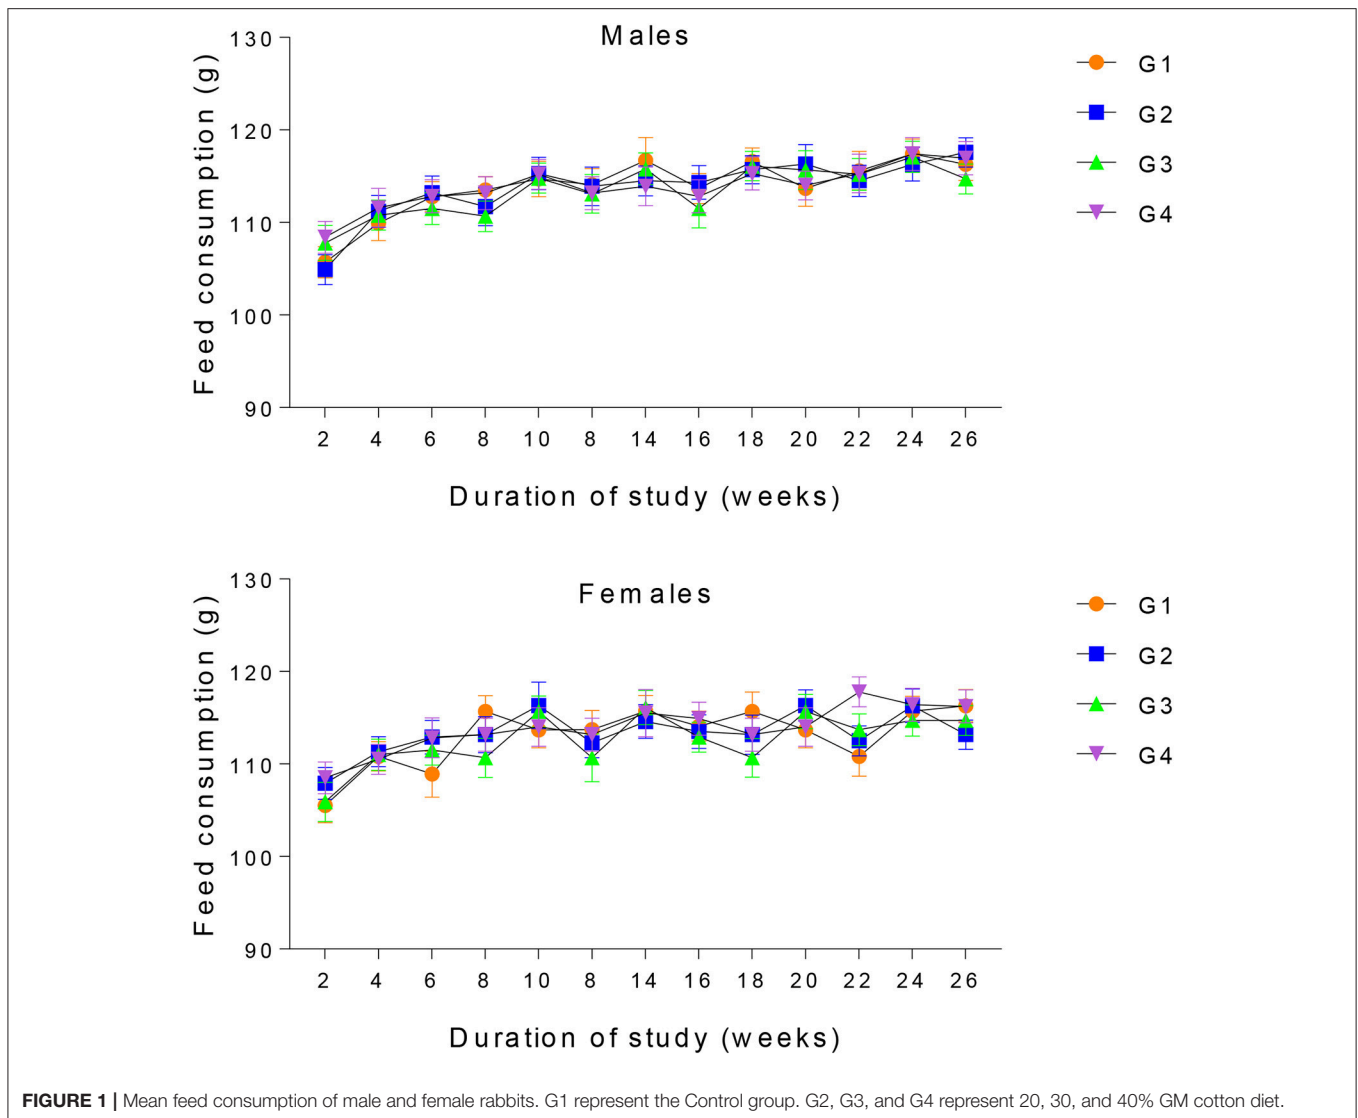 Males
130
120
110
100
90
Feed consumption (g)
2 4 6 8 10 8 14 16 18 20 22 24 26
Duration of study (weeks)
G1
G2
G3
G4
Females
130
120
110
100
90
Feed consumption (g)
2 4 6 8 10 8 14 16 18 20 22 24 26
Duration of study (weeks)
G1
G2
G3
G4
FIGURE 1 | Mean feed consumption of male and female rabbits. G1 represent the Control group. G2, G3, and G4 represent 20, 30, and 40% GM cotton diet.